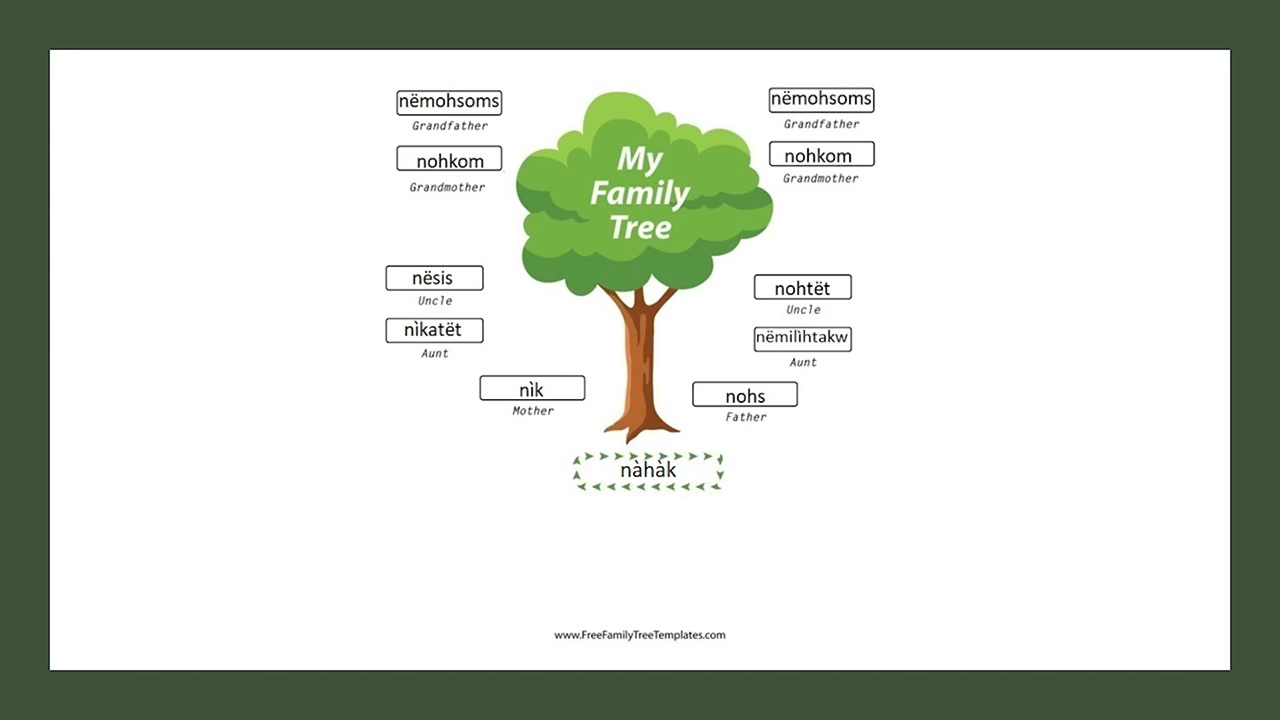 nëmohsoms
Grandfather
nohkom
Grandmother
My
Family
Tree
nëmohsoms
Grandfather
nohkom
Grandmother
nësis
Uncle
nìkatët
Aunt
nohtët
Uncle
nëmilìhtakw
Aunt
nìk
Mother
nohs
Father
nàhàk
www.FreeFamilyTreeTemplates.com